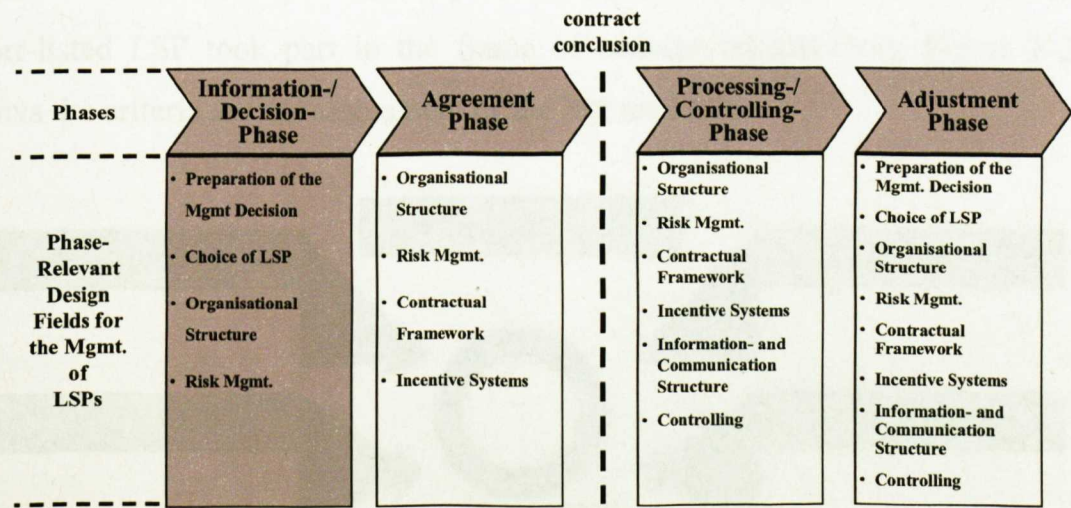 contract
conclusion
Phases
Information-/
Decision-
Phase
Agreement
Phase
Processing-/
Controlling-
Phase
Adjustment
Phase
Phase-
Relevant
Design
Fields for
the Mgmt.
of
LSPs
• Preparation of the
Mgmt Decision
• Choice of LSP
• Organisational
Structure
• Risk Mgmt.
• Organisational
Structure
• Risk Mgmt.
• Contractual
Framework
• Incentive Systems
• Organisational
Structure
• Risk Mgmt.
• Contractual
Framework
• Incentive Systems
• Information- and
Communication
Structure
• Controlling
• Preparation of the
Mgmt. Decision
• Choice of LSP
• Organisational
Structure
• Risk Mgmt.
• Contractual
Framework
• Incentive Systems
• Information- and
Communication
Structure
• Controlling